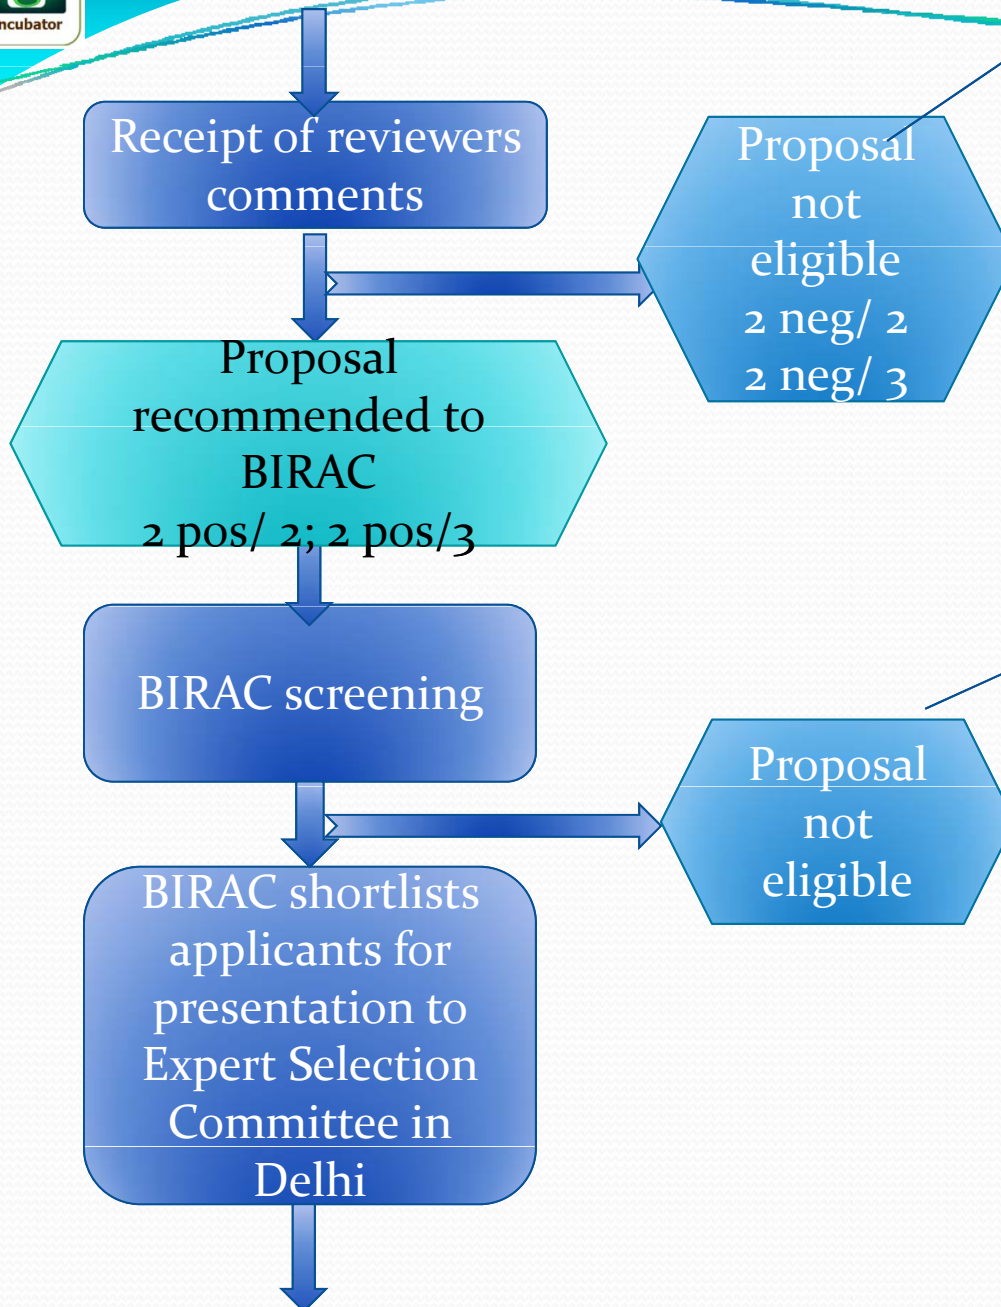 ncubator
Receipt of reviewers
comments
Proposal
not
eligible
2 neg/ 2
2 neg/ 3
Proposal
recommended to
BIRAC
2 pos/ 2; 2 pos/3
BIRAC screening
Proposal
not
eligible
BIRAC shortlists
applicants for
presentation to
Expert Selection
Committee in
Delhi